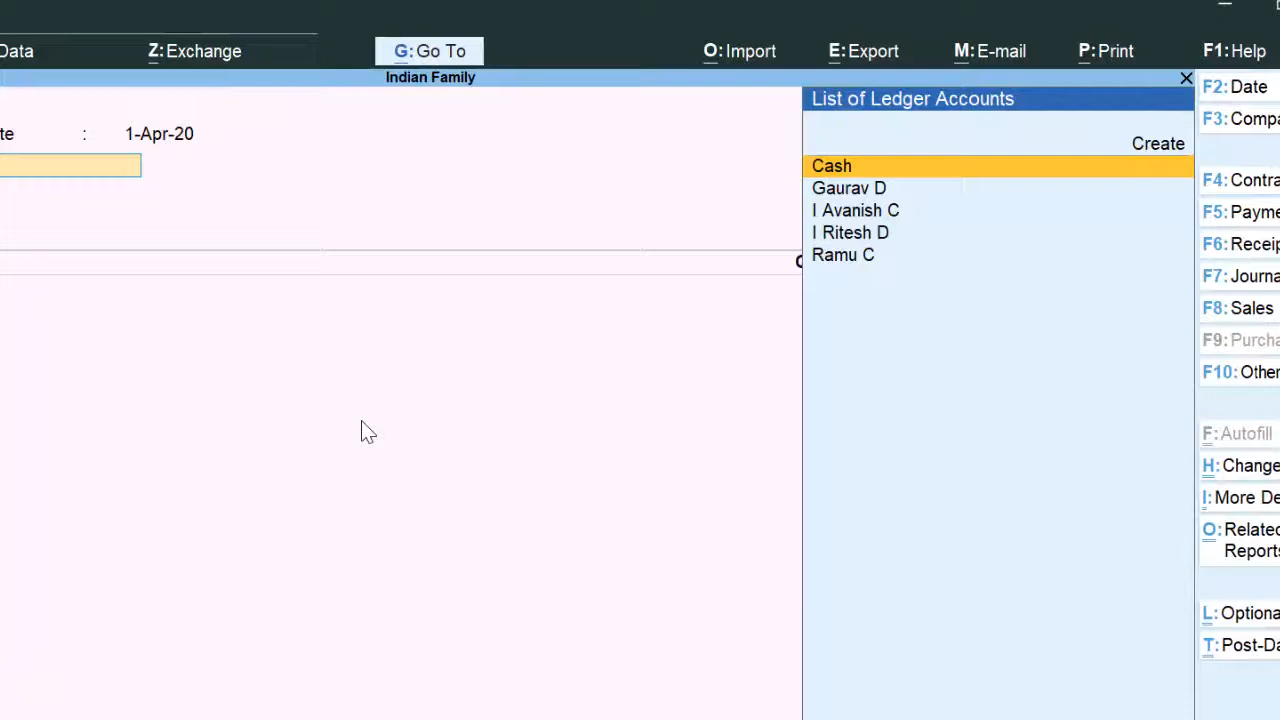 Data Z:Exchange G:Go To O:Import E:Export M:E-mail P:Print F1:Help
Indian Family
te : 1-Apr-20
List of Ledger Accounts
Create
Cash
Gaurav D
I Avanish C
I Ritesh D
Ramu C
F2:Date
F3:Compa
F4:Contra
F5:Payme
F6:Receip
F7:Journa
F8:Sales
F9:Purcha
F10:Other
F:Autofill
H:Change
I:More De
O:Related
Reports
L:Optiona
T:Post-Da